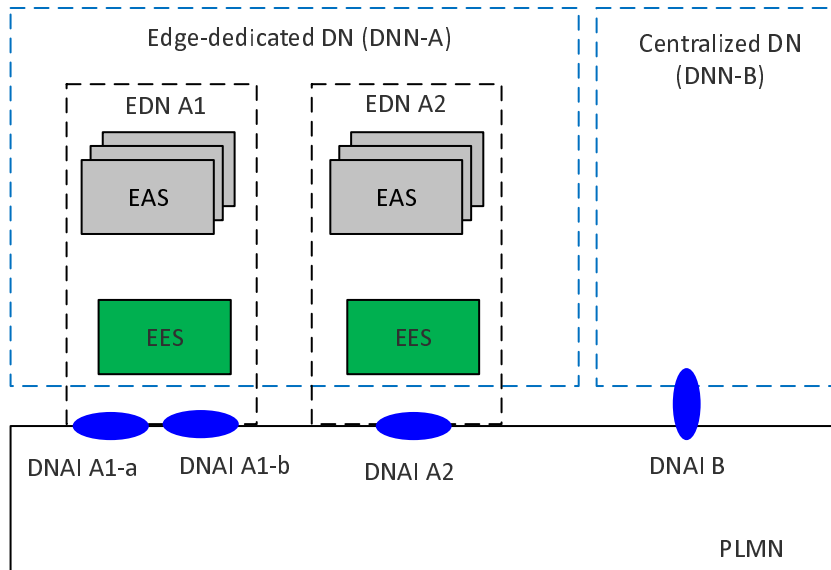 Edge-dedicated DN (DNN-A)
Centralized DN
(DNN-B)
EDN A1
EDN A2
EAS
EAS
EES
EES
DNAI A1-a
DNAI A1-b
DNAI A2
DNAI B
PLMN